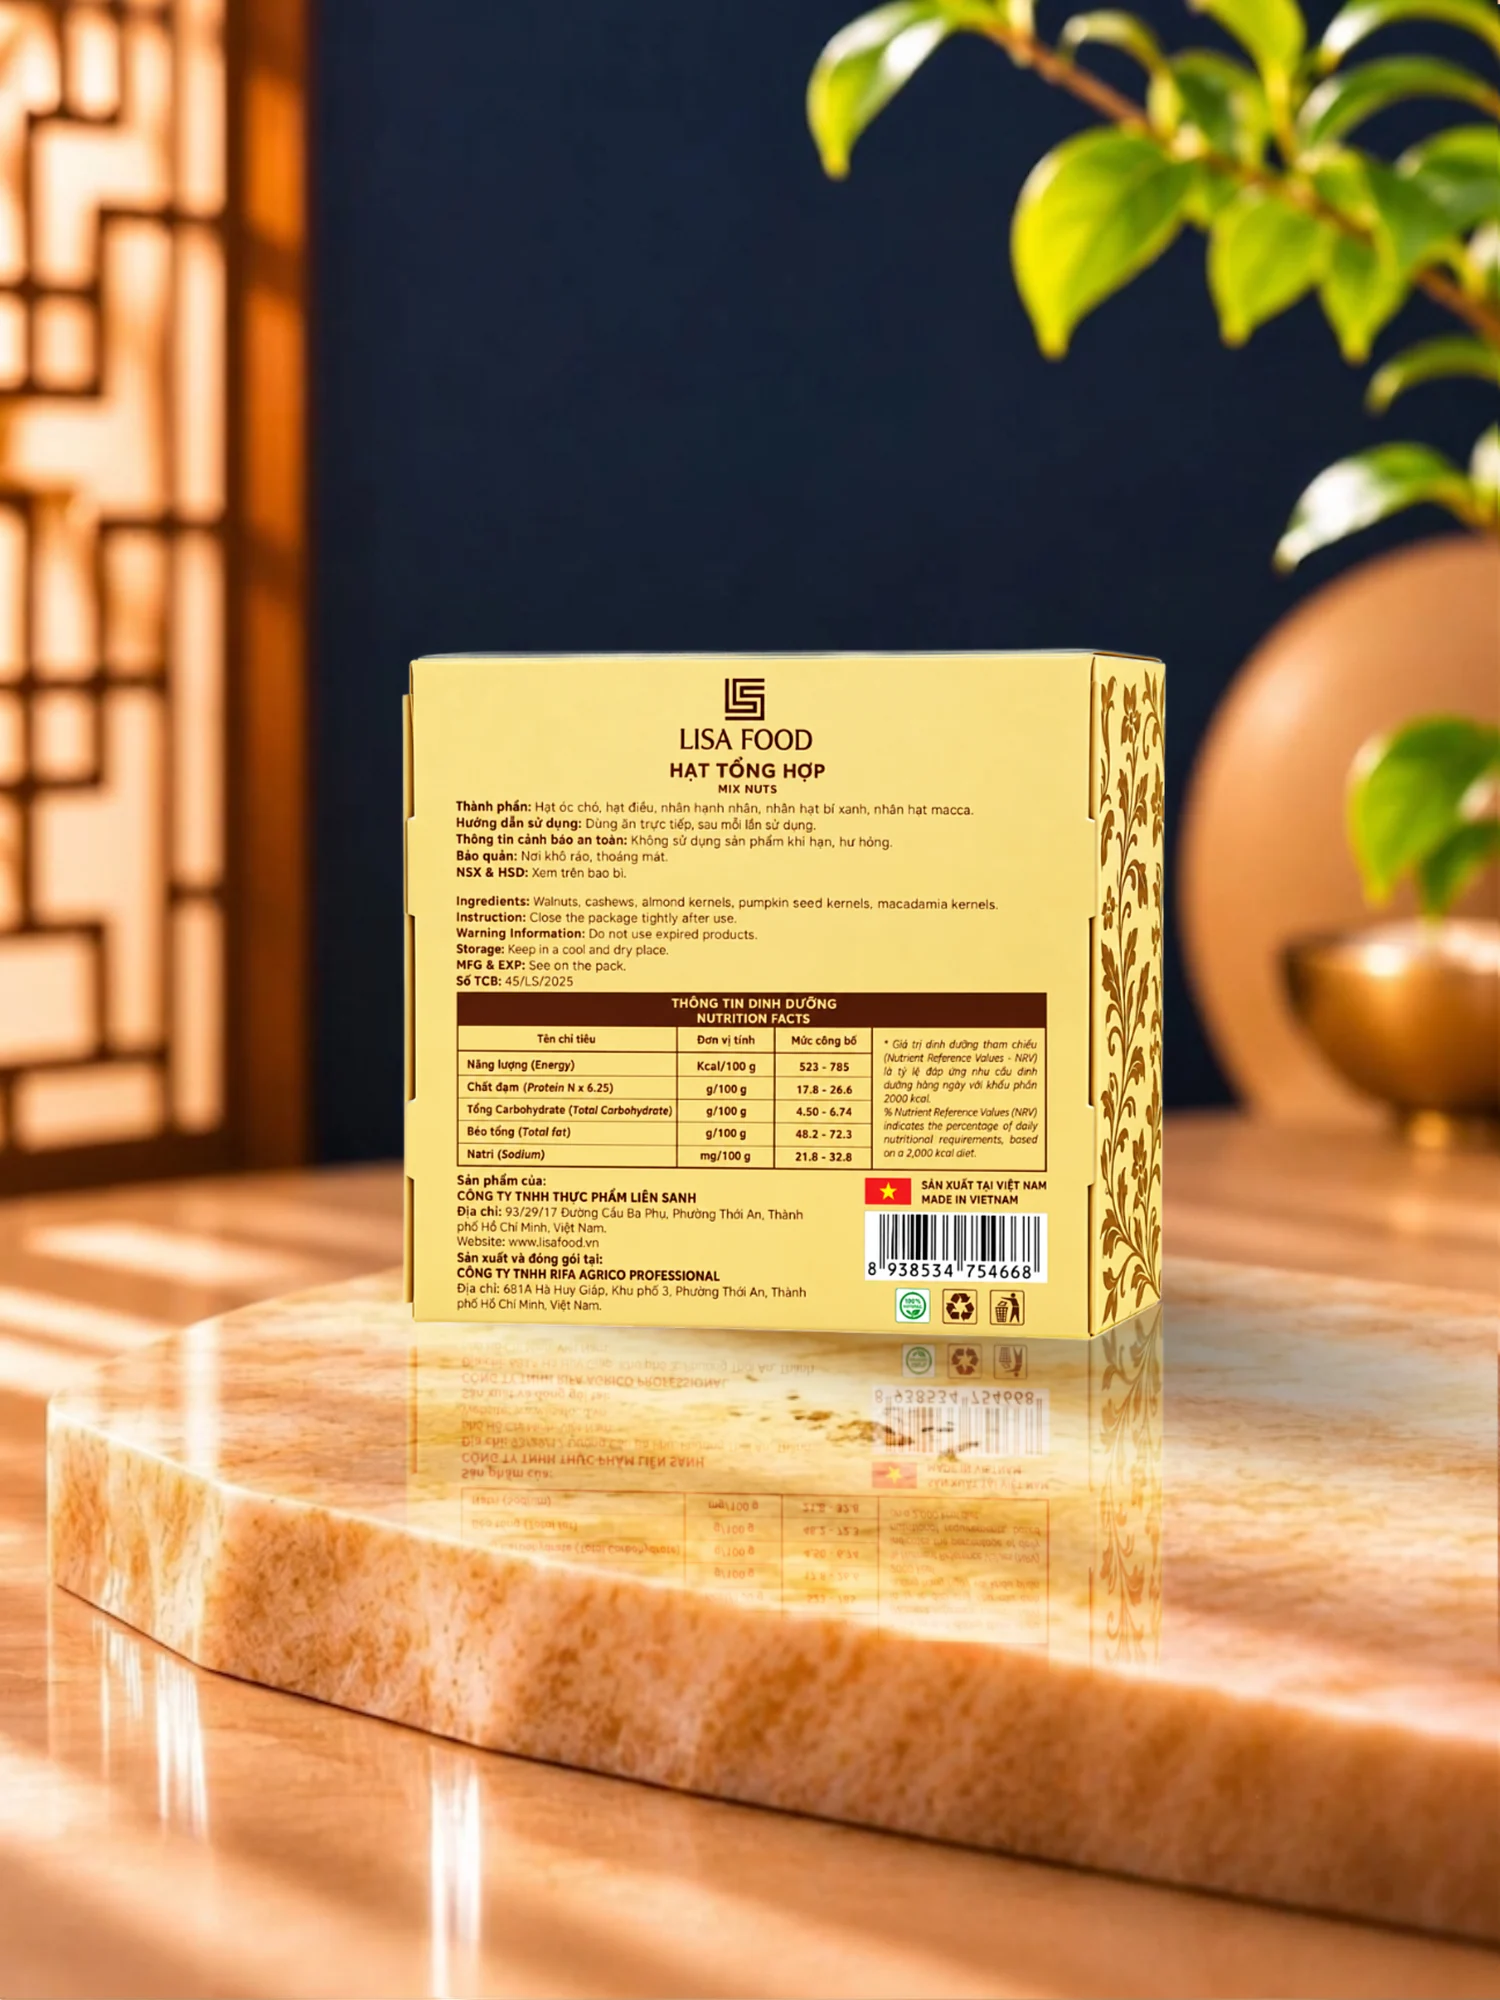 LISA FOOD
HẠT TỔNG HỢP
MIX NUTS
Thành phần: Hạt óc chó, hạt điều, nhân hạnh nhân, nhân hạt bí xanh, nhân hạt macca.
Hướng dẫn sử dụng: Dùng ăn trực tiếp, sau mỗi lần sử dụng.
Thông tin cảnh báo an toàn: Không sử dụng sản phẩm khi hạn, hư hỏng.
Bảo quản: Nơi khô ráo, thoáng mát.
NSX & HSD: Xem trên bao bì.
Ingredients: Walnuts, cashews, almond kernels, pumpkin seed kernels, macadamia kernels.
Instruction: Close the package tightly after use.
Warning Information: Do not use expired products.
Storage: Keep in a cool and dry place.
MFG & EXP: See on the pack.
Số TCB: 45/LS/2025
THÔNG TIN DINH DƯỠNG
NUTRITION FACTS
Tên chỉ tiêu Đơn vị tính Mức công bố
Năng lượng (Energy) Kcal/100 g 523 - 785
Chất đạm (Protein N x 6.25) g/100 g 17.8 - 26.6
Tổng Carbohydrate (Total Carbohydrate) g/100 g 4.50 - 6.74
Béo tổng (Total fat) g/100 g 48.2 - 72.3
Natri (Sodium) mg/100 g 21.8 - 32.8
* Giá trị dinh dưỡng tham chiếu
(Nutrient Reference Values - NRV)
là tỷ lệ đáp ứng nhu cầu dinh
dưỡng hàng ngày với khẩu phần
2000 kcal.
% Nutrient Reference Values (NRV)
indicates the percentage of daily
nutritional requirements, based
on a 2,000 kcal diet.
Sản phẩm của:
CÔNG TY TNHH THỰC PHẨM LIÊN SANH
Địa chỉ: 93/29/17 Đường Cầu Ba Phụ, Phường Thới An, Thành
phố Hồ Chí Minh, Việt Nam.
Website: www.lisafood.vn
Sản xuất và đóng gói tại:
CÔNG TY TNHH RIFA AGRICO PROFESSIONAL
Địa chỉ: 681A Hà Huy Giáp, Khu phố 3, Phường Thới An, Thành
phố Hồ Chí Minh, Việt Nam.
SẢN XUẤT TẠI VIỆT NAM
MADE IN VIETNAM
8 938534 754668
100%